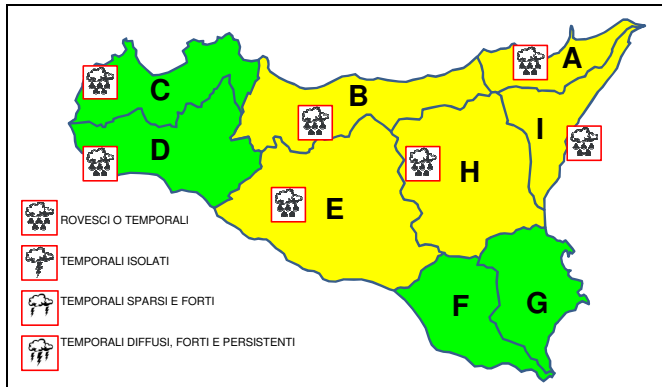 A
B
C
I
D
H
E
ROVESCI O TEMPORALI
TEMPORALI ISOLATI
TEMPORALI SPARSI E FORTI
F
G
TEMPORALI DIFFUSI, FORTI E PERSISTENTI